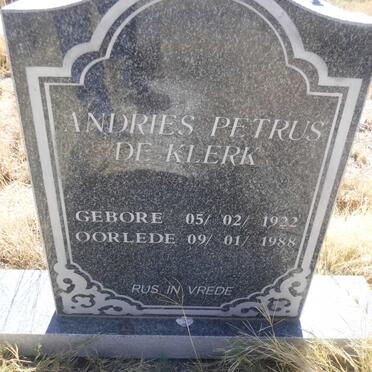 ANDRIES PETRUS
DE KLERK
GEBORE 05/ 02/ 1922
OORLEDE 09/ 01/ 1988
RUS IN VREDE